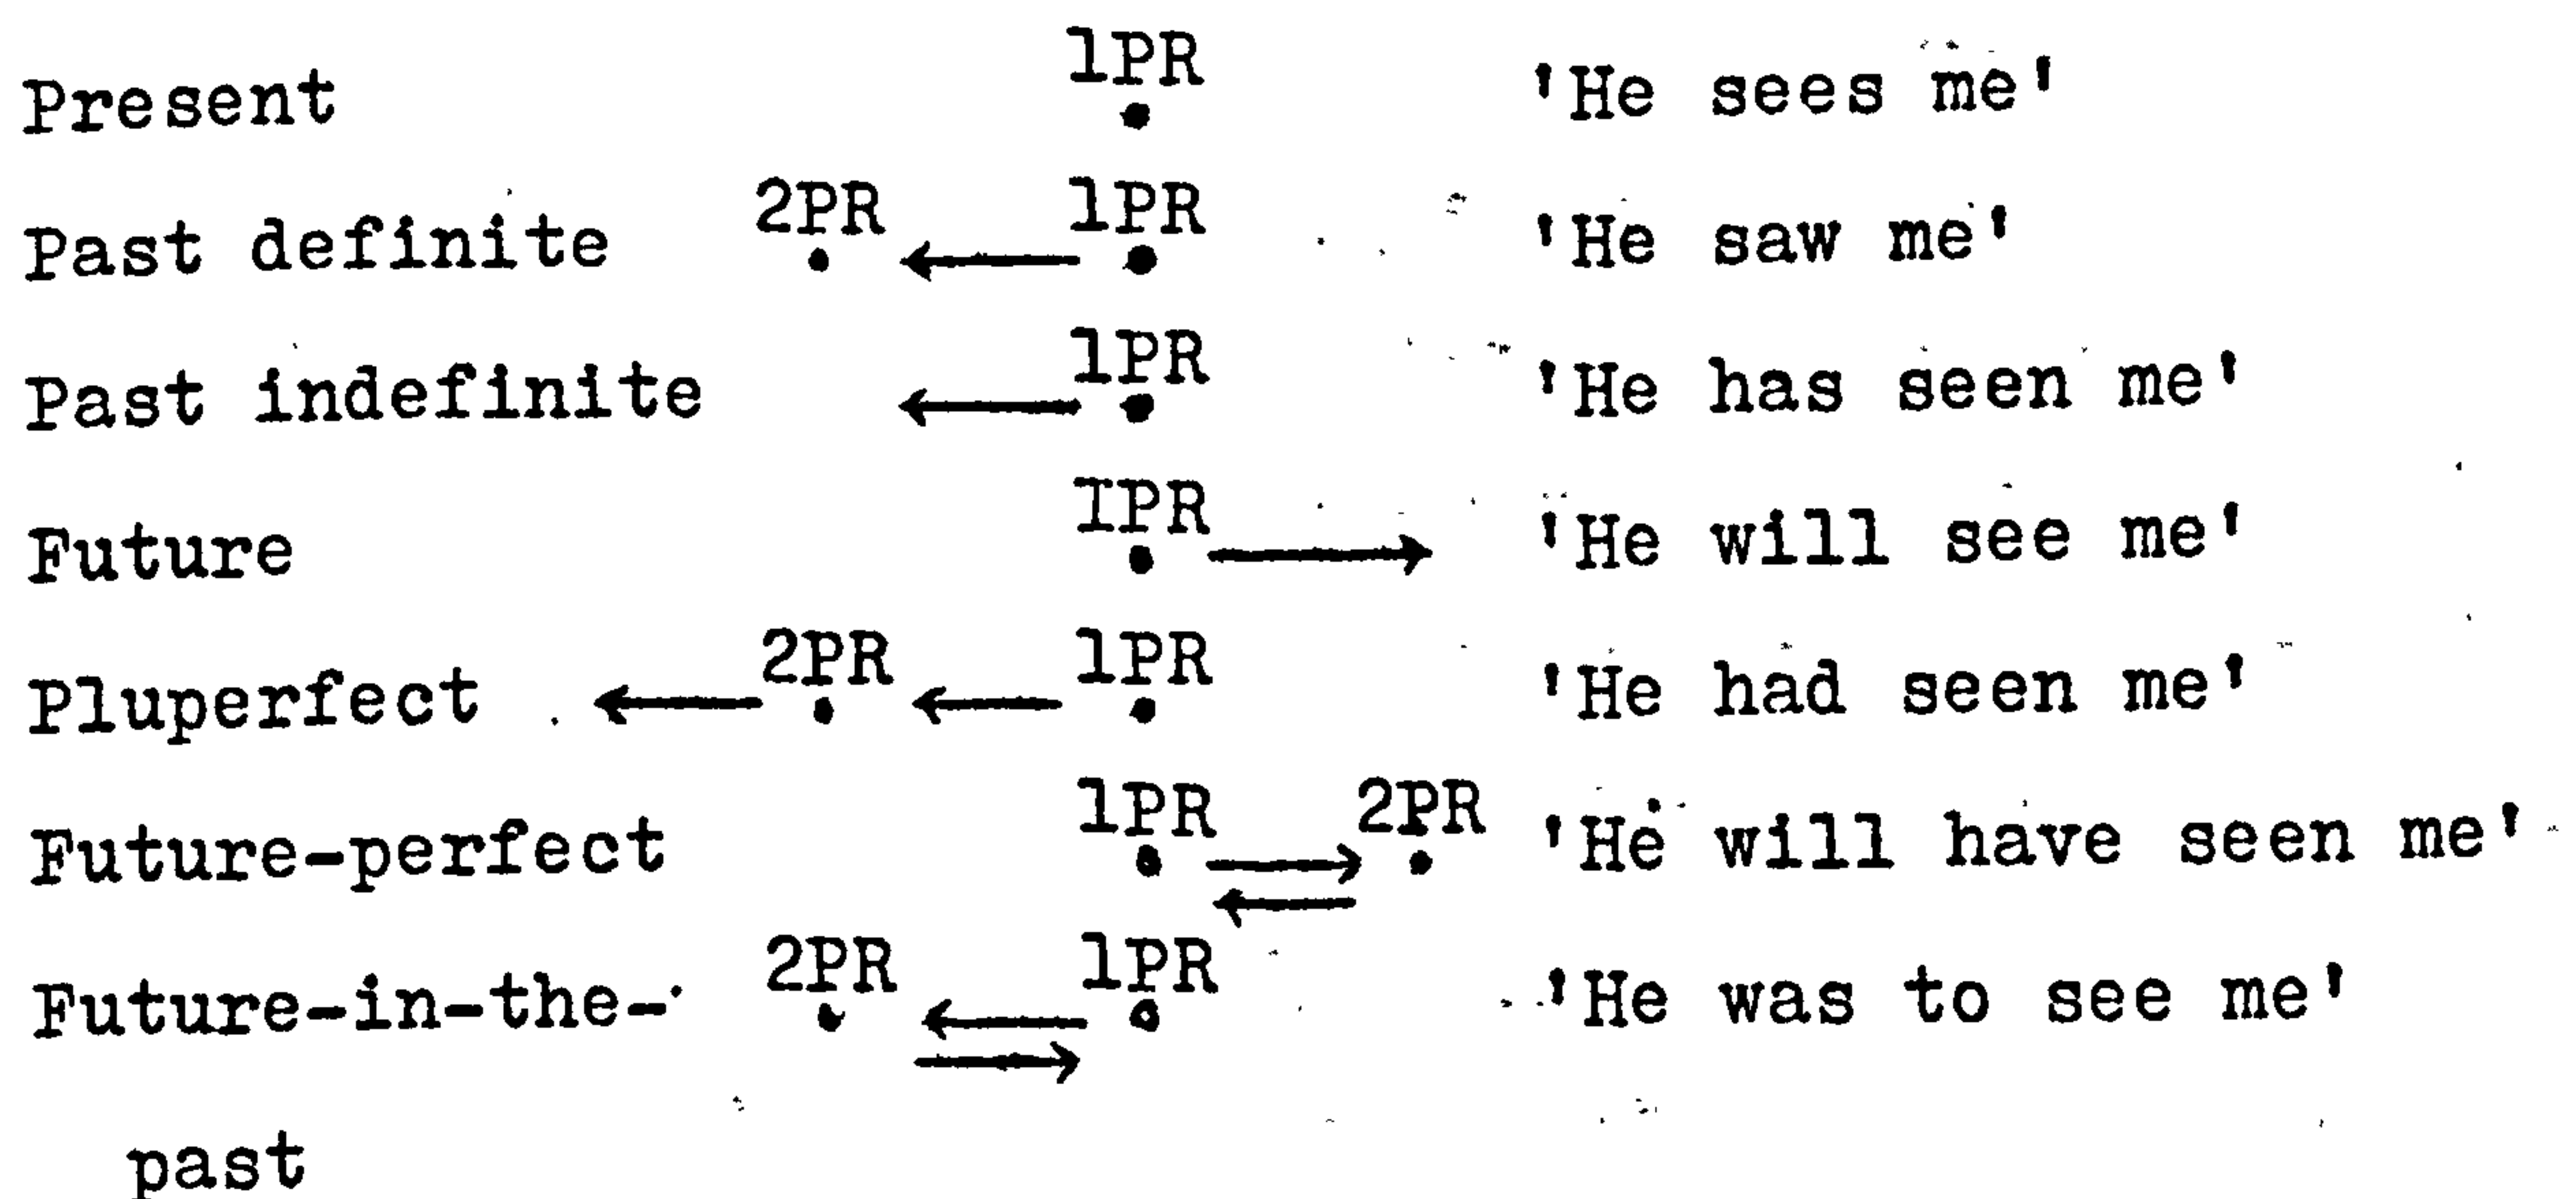 Present 1PR 'He sees me'
Past definite 2PR 1PR 'He saw me'
Past indefinite 1PR 'He has seen me'
Future IPR 'He will see me'
Pluperfect 2PR 1PR 'He had seen me'
Future-perfect 1PR 2PR 'He will have seen me'
Future-in-the- 2PR 1PR 'He was to see me'
past